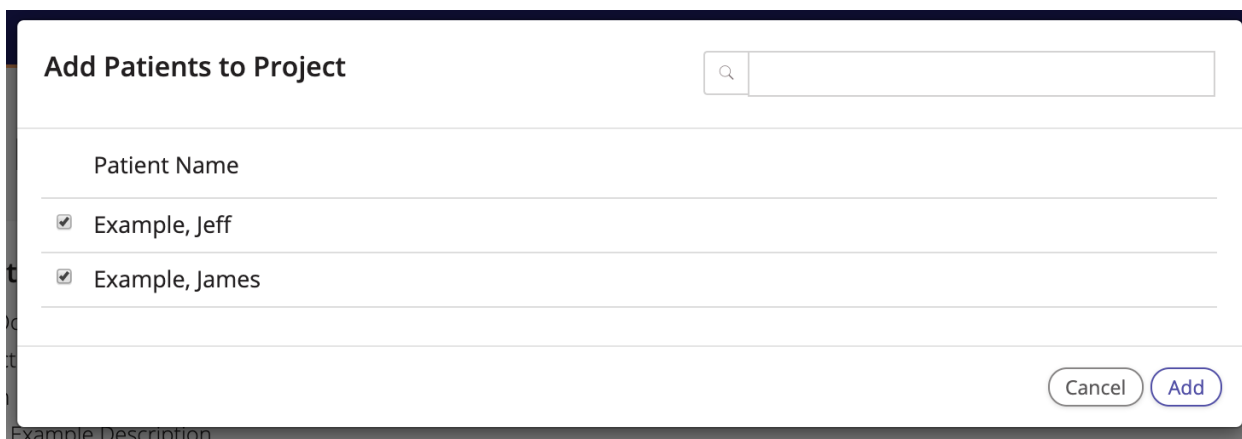 Add Patients to Project
Patient Name
Example, Jeff
Example, James
Cancel Add
Example Description